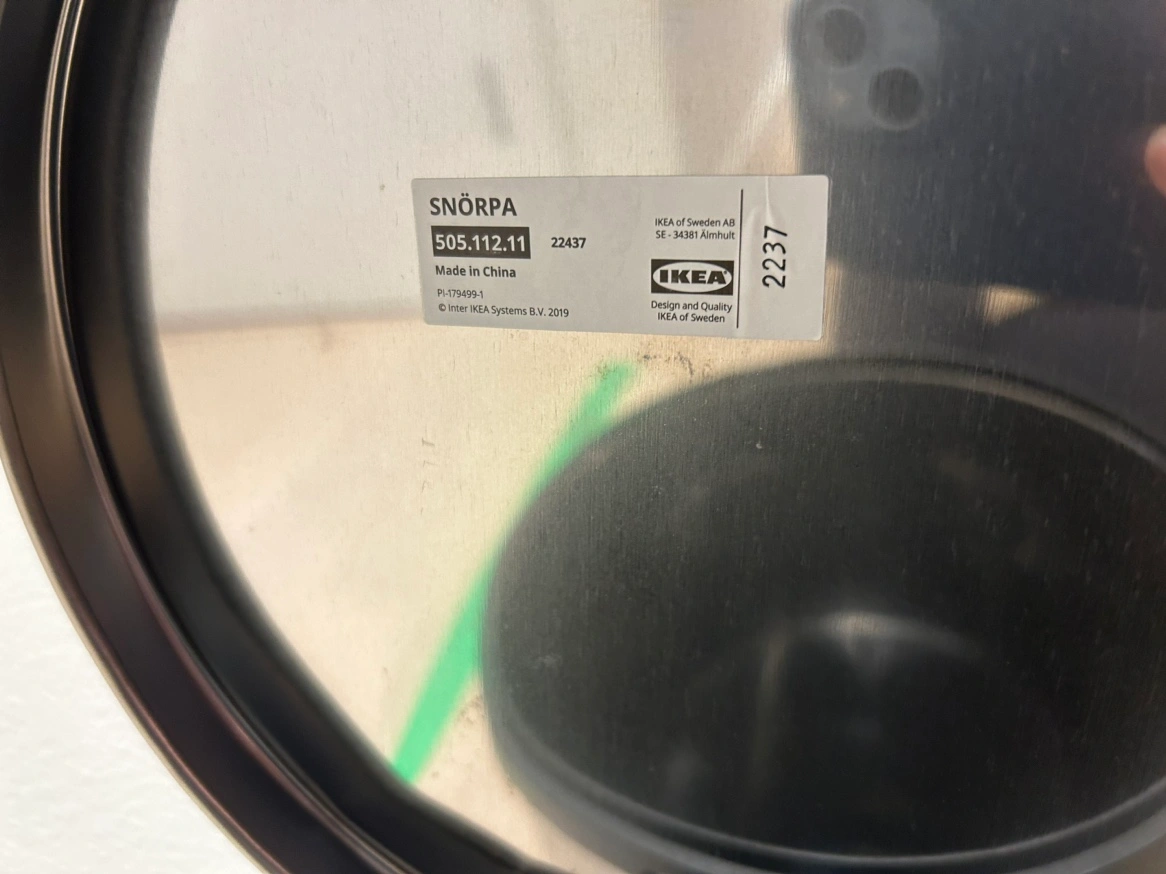 SNÖRPA
505.112.11 22437
Made in China
PI-179499-1
© Inter IKEA Systems B.V. 2019
IKEA of Sweden AB
SE - 34381 Älmhult
IKEA®
Design and Quality
IKEA of Sweden
2237